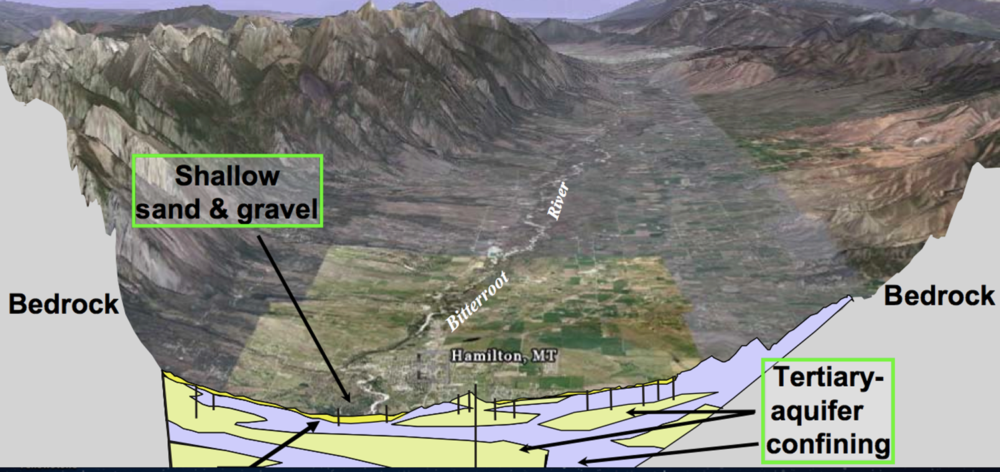 Shallow
sand & gravel
River
Bedrock
Bitterroot
Bedrock
Hamilton, MT
Tertiary-
aquifer
confining